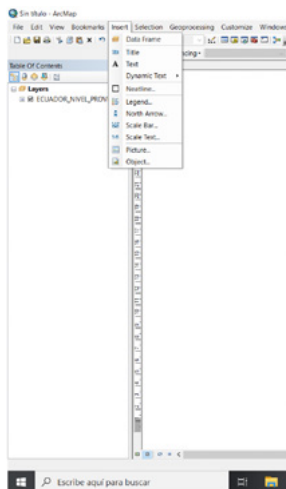 Sin título - ArcMap
File Edit View Bookmarks Insert Selection Geoprocessing Customize Windows
Data Frame
Title
Text
Dynamic Text
Neatline...
Legend...
North Arrow...
Scale Bar...
Scale Text...
Picture...
Object...
Table Of Contents
Layers
ECUADOR_NIVEL_PROV
Escribe aquí para buscar